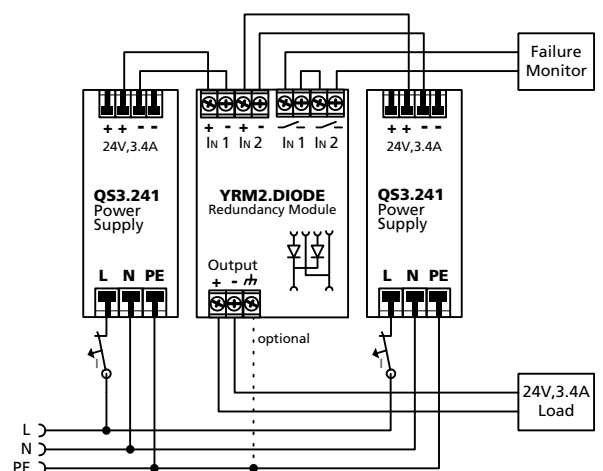 Failure
Monitor
+ + - -
24V,3.4A
QS3.241
Power
Supply
L N PE
+ - + -
IN 1 IN 2 IN 1 IN 2
YRM2.DIODE
Redundancy Module
Output
+ -
optional
+ + - -
24V,3.4A
QS3.241
Power
Supply
L N PE
I
I
24V,3.4A
Load
L
N
PE